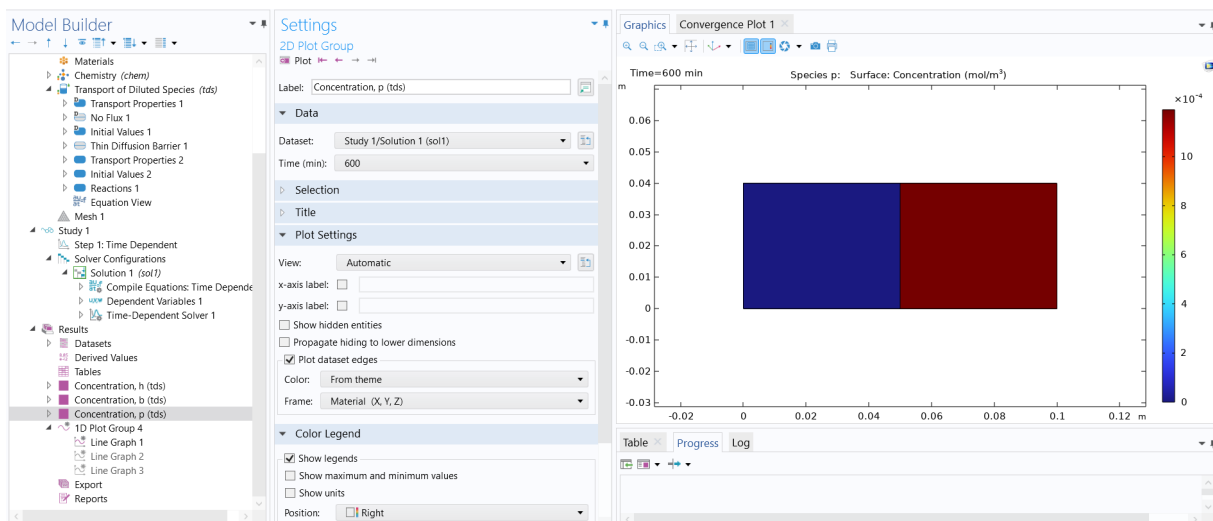 Model Builder
Materials
Chemistry (chem)
Transport of Diluted Species (tds)
Transport Properties 1
No Flux 1
Initial Values 1
Thin Diffusion Barrier 1
Transport Properties 2
Initial Values 2
Reactions 1
Equation View
Mesh 1
Study 1
Step 1: Time Dependent
Solver Configurations
Solution 1 (sol1)
Compile Equations: Time Depende
Dependent Variables 1
Time-Dependent Solver 1
Results
Datasets
Derived Values
Tables
Concentration, h (tds)
Concentration, b (tds)
Concentration, p (tds)
1D Plot Group 4
Line Graph 1
Line Graph 2
Line Graph 3
Export
Reports
Settings
2D Plot Group
Plot
Label: Concentration, p (tds)
Data
Dataset: Study 1/Solution 1 (sol1)
Time (min): 600
Selection
Title
Plot Settings
View: Automatic
x-axis label:
y-axis label:
Show hidden entities
Propagate hiding to lower dimensions
Plot dataset edges
Color: From theme
Frame: Material (X, Y, Z)
Color Legend
Show legends
Show maximum and minimum values
Show units
Position: Right
Graphics Convergence Plot 1
Time=600 min Species p: Surface: Concentration (mol/m³)
m
×10⁻⁴
0.06
0.05
0.04
0.03
0.02
0.01
0
-0.01
-0.02
-0.03
-0.02 0 0.02 0.04 0.06 0.08 0.1 0.12 m
10
8
6
4
2
0
Table Progress Log